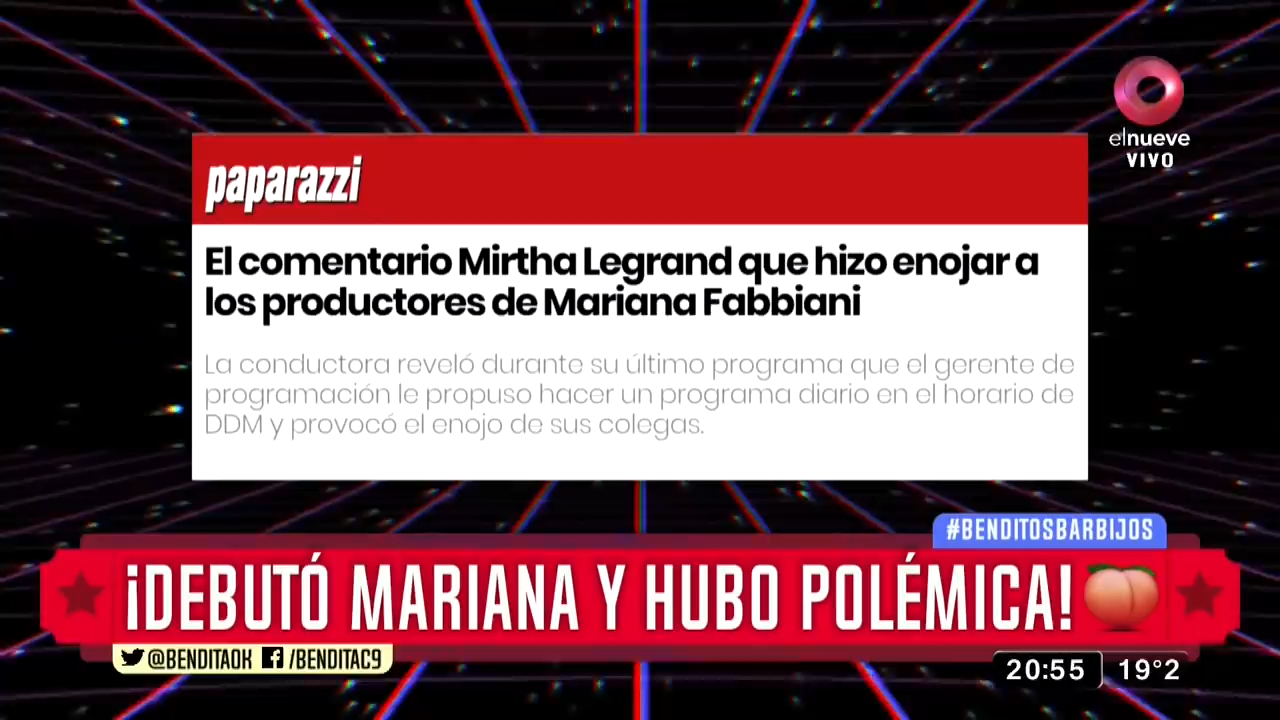 elnueve
VIVO
paparazzi
El comentario Mirtha Legrand que hizo enojar a
los productores de Mariana Fabbiani
La conductora reveló durante su último programa que el gerente de
programación le propuso hacer un programa diario en el horario de
DDM y provocó el enojo de sus colegas.
#BENDITOSBARBIJOS
¡DEBUTÓ MARIANA Y HUBO POLÉMICA!🍑
@BENDITAOK /BENDITAC9
20:55 19°2